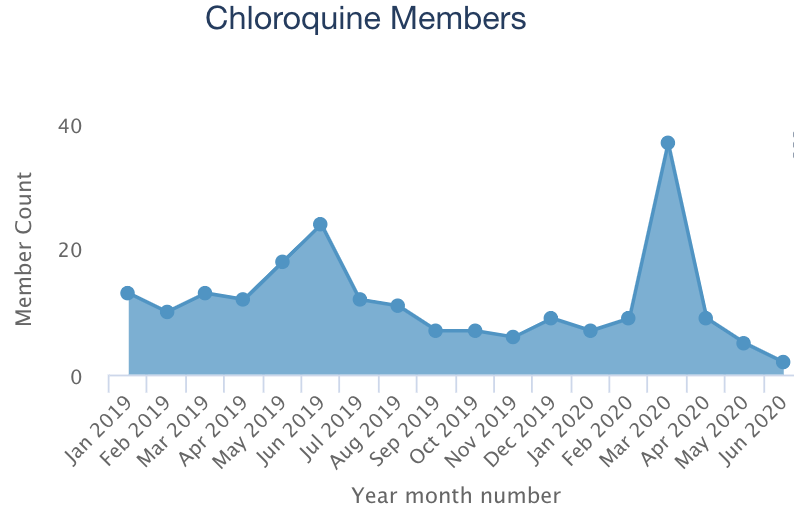 Chloroquine Members
40
20
0
Member Count
Jan 2019
Feb 2019
Mar 2019
Apr 2019
May 2019
Jun 2019
Jul 2019
Aug 2019
Sep 2019
Oct 2019
Nov 2019
Dec 2019
Jan 2020
Feb 2020
Mar 2020
Apr 2020
May 2020
Jun 2020
Year month number